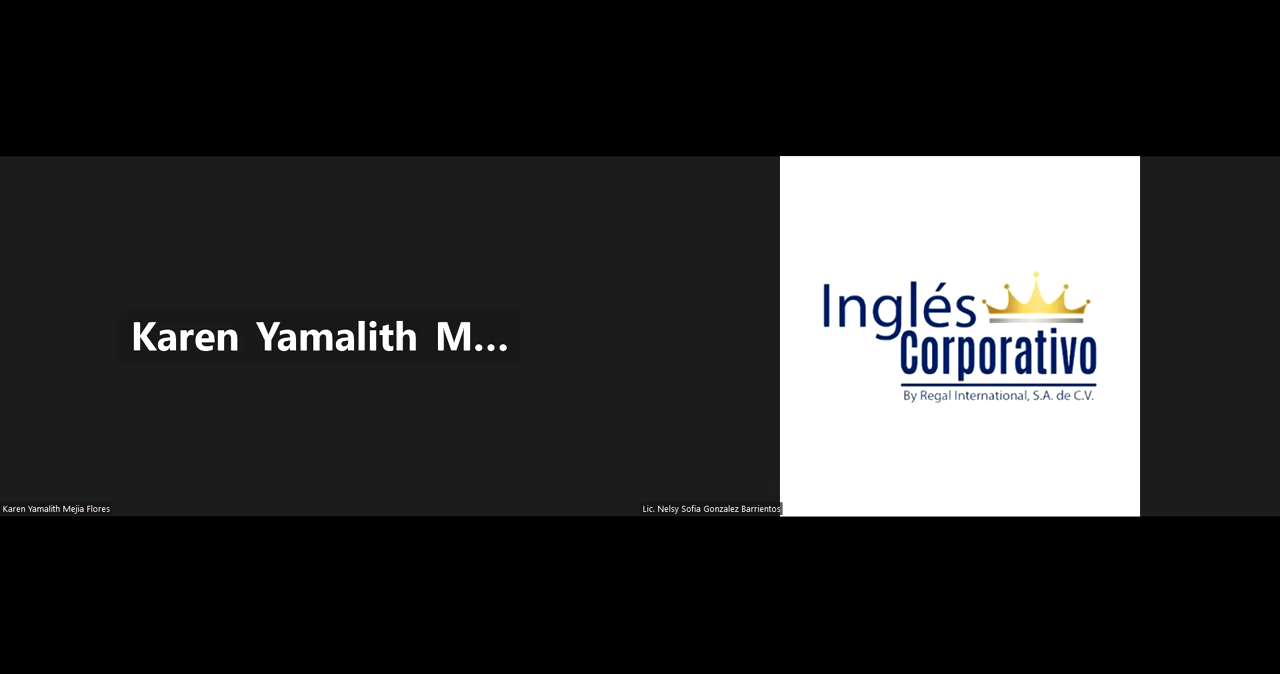 Karen Yamalith M...
Inglés
Corporativo
By Regal International, S.A. de C.V.
Karen Yamalith Mejia Flores
Lic. Nelsy Sofia Gonzalez Barrientos